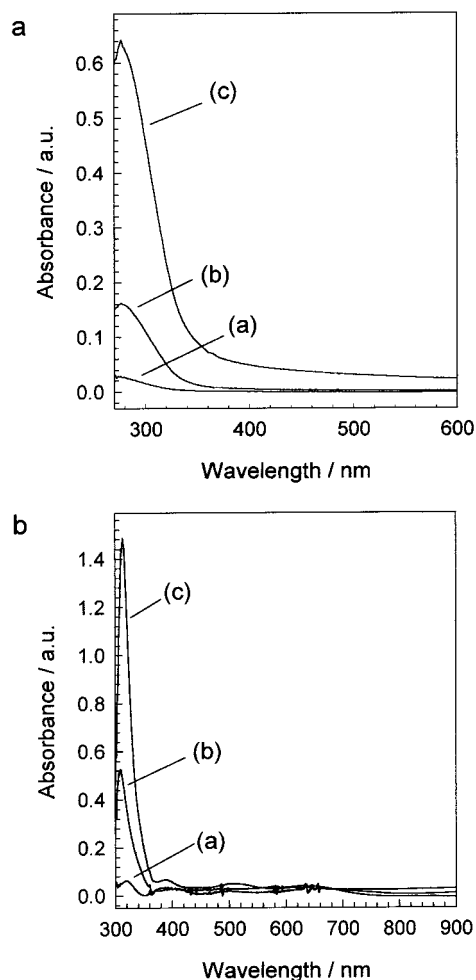 a
0.6
0.5
0.4
0.3
0.2
0.1
0.0
Absorbance / a.u.
(c)
(b)
(a)
300 400 500 600
Wavelength / nm
b
1.4
1.2
1.0
0.8
0.6
0.4
0.2
0.0
Absorbance / a.u.
(c)
(b)
(a)
300 400 500 600 700 800 900
Wavelength / nm